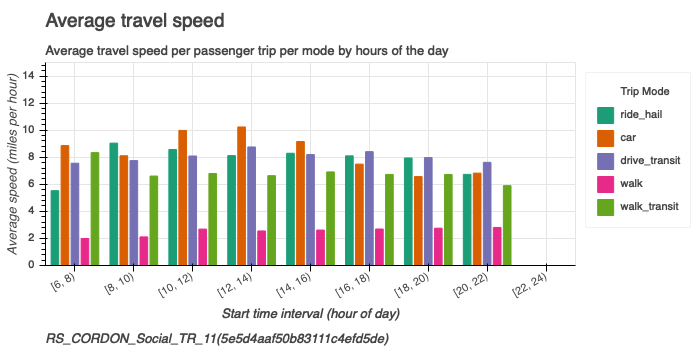 Average travel speed
Average travel speed per passenger trip per mode by hours of the day
Average speed (miles per hour)
14
12
10
8
6
4
2
0
[6, 8)
[8, 10)
[10, 12)
[12, 14)
[14, 16)
[16, 18)
[18, 20)
[20, 22)
[22, 24)
Start time interval (hour of day)
Trip Mode
ride_hail
car
drive_transit
walk
walk_transit
RS_CORDON_Social_TR_11(5e5d4aaf50b83111c4efd5de)